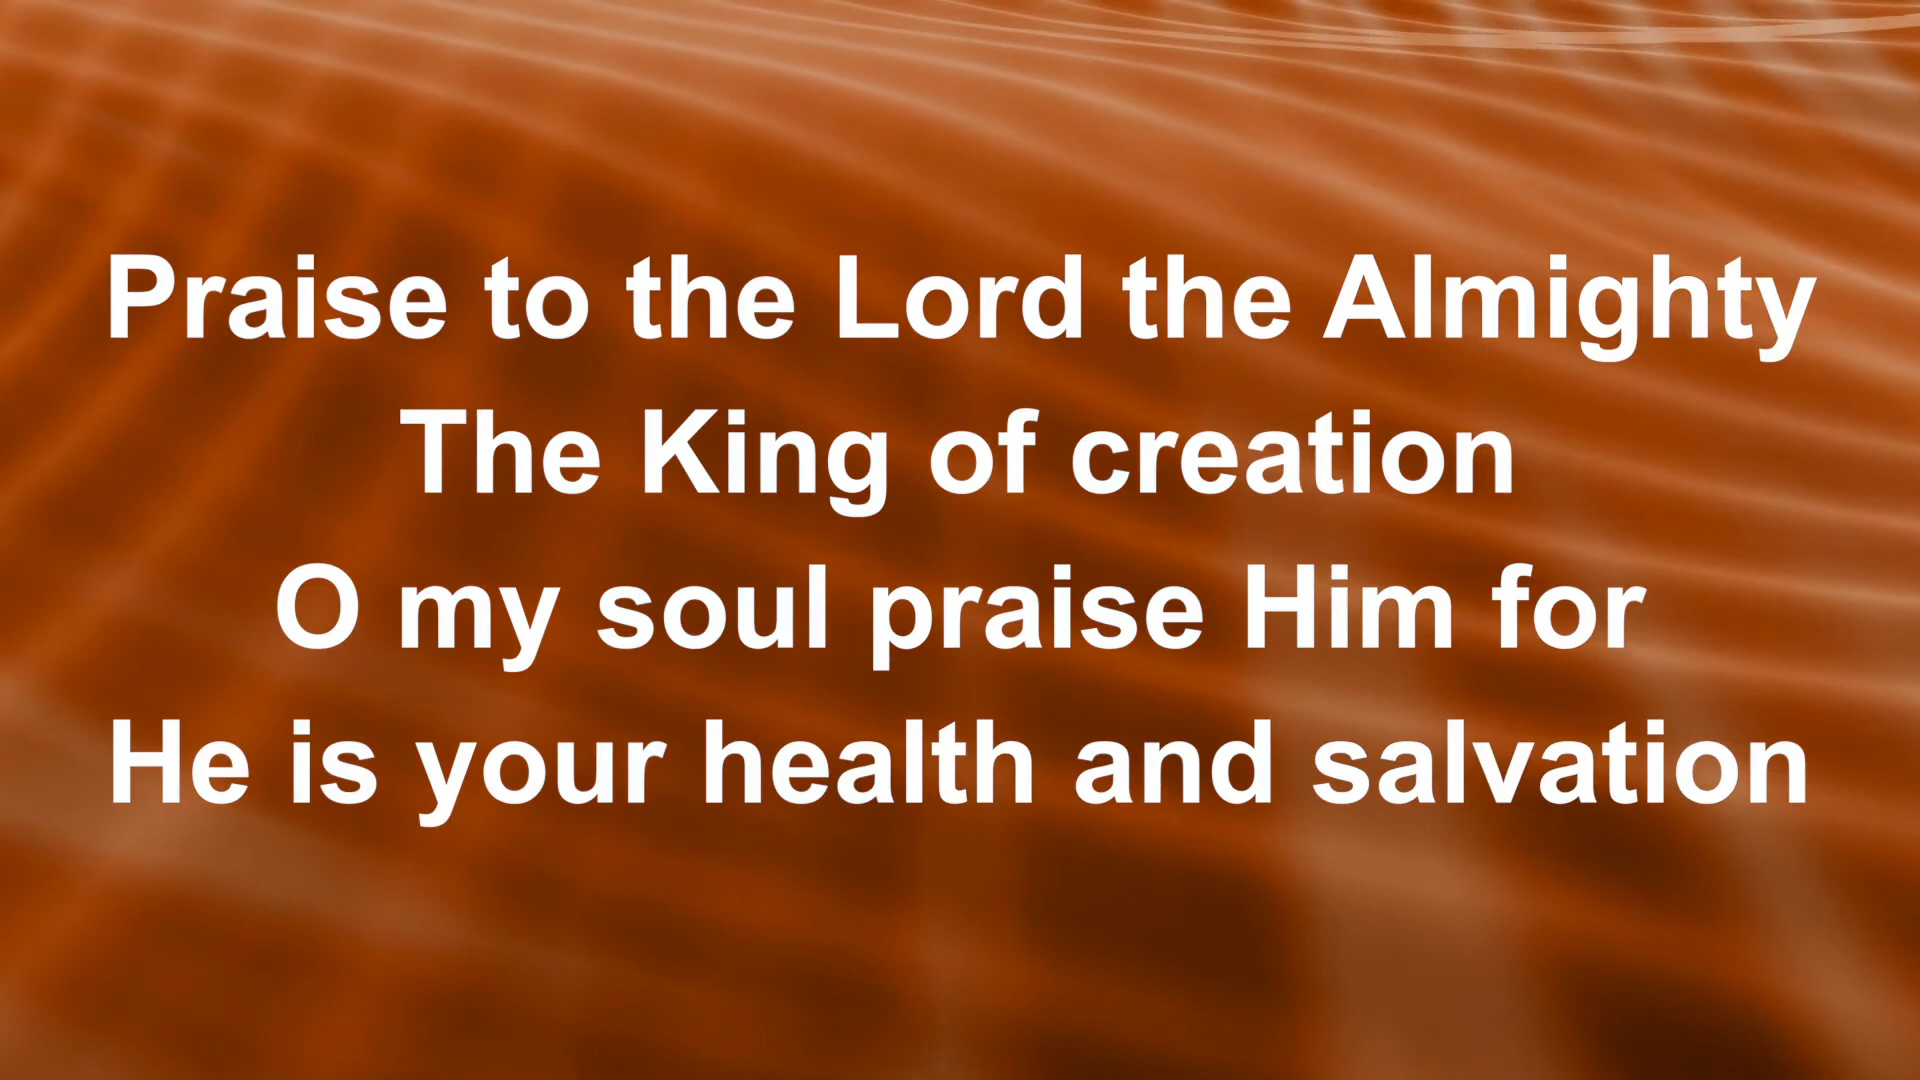 Praise to the Lord the Almighty
The King of creation
O my soul praise Him for
He is your health and salvation